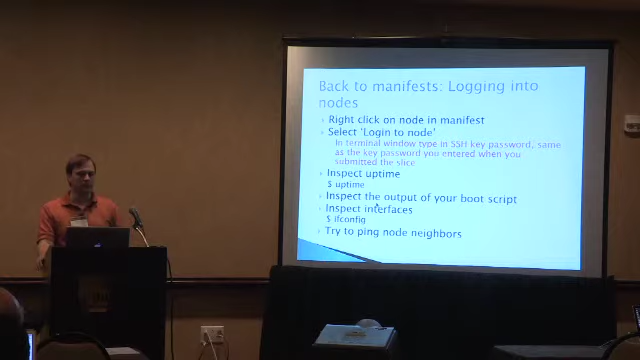 Back to manifests: Logging into
nodes
Right click on node in manifest
Select 'Login to node'
In terminal window type in SSH key password, same
as the key password you entered when you
submitted the slice
Inspect uptime
$ uptime
Inspect the output of your boot script
Inspect interfaces
$ ifconfig
Try to ping node neighbors